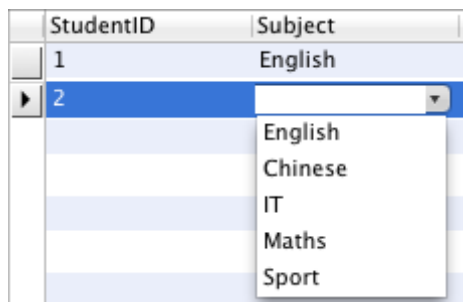 StudentID Subject
1 English
2
English
Chinese
IT
Maths
Sport